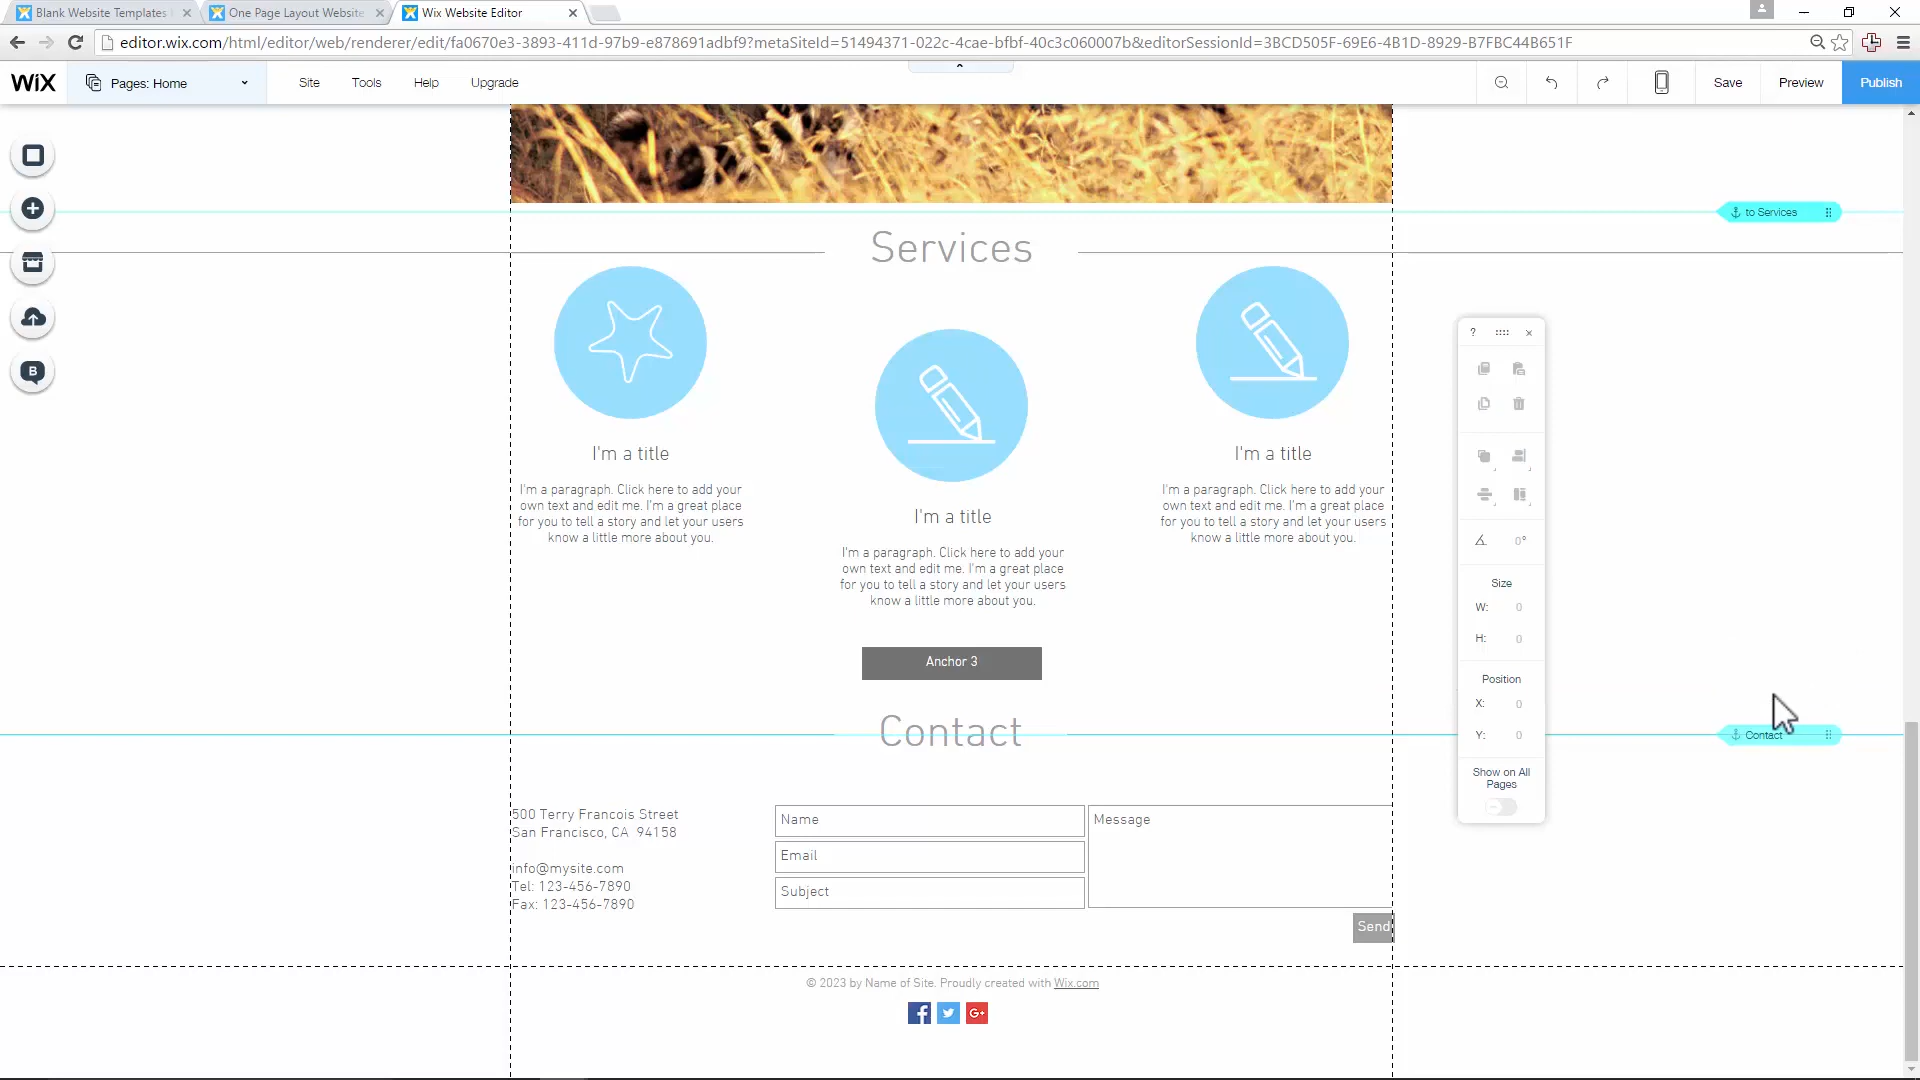 Blank Website Templates
One Page Layout Website
Wix Website Editor
editor.wix.com/html/editor/web/renderer/edit/fa0670e3-3893-411d-97b9-e878691adbf9?metaSiteId=51494371-022c-4cae-bfbf-40c3c060007b&editorSessionId=3BCD505F-69E6-4B1D-8929-B7FBC44B651F
WiX
Pages: Home
Site
Tools
Help
Upgrade
Save
Preview
Publish
to Services
Services
B
I'm a title
I'm a paragraph. Click here to add your
own text and edit me. I'm a great place
for you to tell a story and let your users
know a little more about you.
I'm a title
I'm a paragraph. Click here to add your
own text and edit me. I'm a great place
for you to tell a story and let your users
know a little more about you.
I'm a title
I'm a paragraph. Click here to add your
own text and edit me. I'm a great place
for you to tell a story and let your users
know a little more about you.
?
0°
Size
W: 0
H: 0
Position
X: 0
Y: 0
Show on All
Pages
Anchor 3
Contact
Contact
500 Terry Francois Street
San Francisco, CA 94158
info@mysite.com
Tel: 123-456-7890
Fax: 123-456-7890
Name
Email
Subject
Message
Send
© 2023 by Name of Site. Proudly created with Wix.com
f
G+